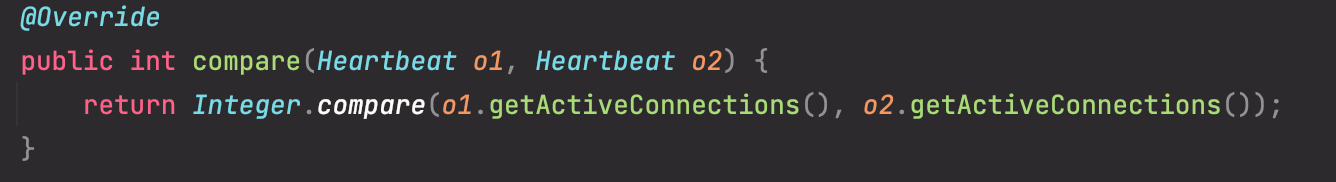 @Override
public int compare(Heartbeat o1, Heartbeat o2) {
    return Integer.compare(o1.getActiveConnections(), o2.getActiveConnections());
}